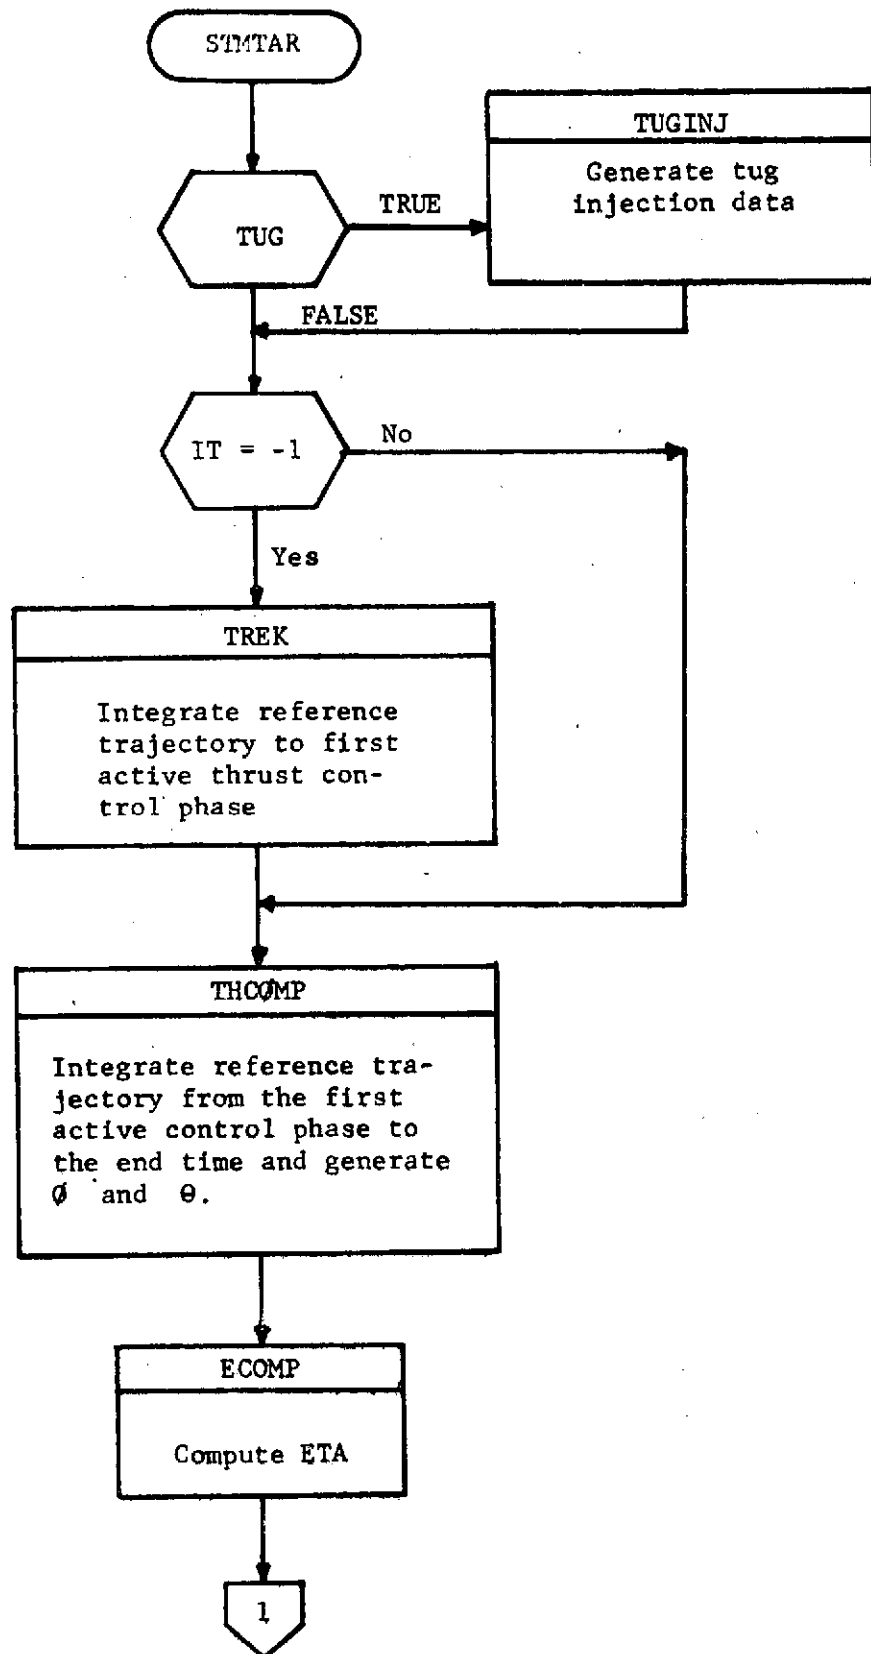 STMTAR
TUGINJ
Generate tug
injection data
TRUE
TUG
FALSE
IT = -1
No
Yes
TREK
Integrate reference
trajectory to first
active thrust con-
trol phase
THCØMP
Integrate reference tra-
jectory from the first
active control phase to
the end time and generate
Ø and Θ.
ECOMP
Compute ETA
1